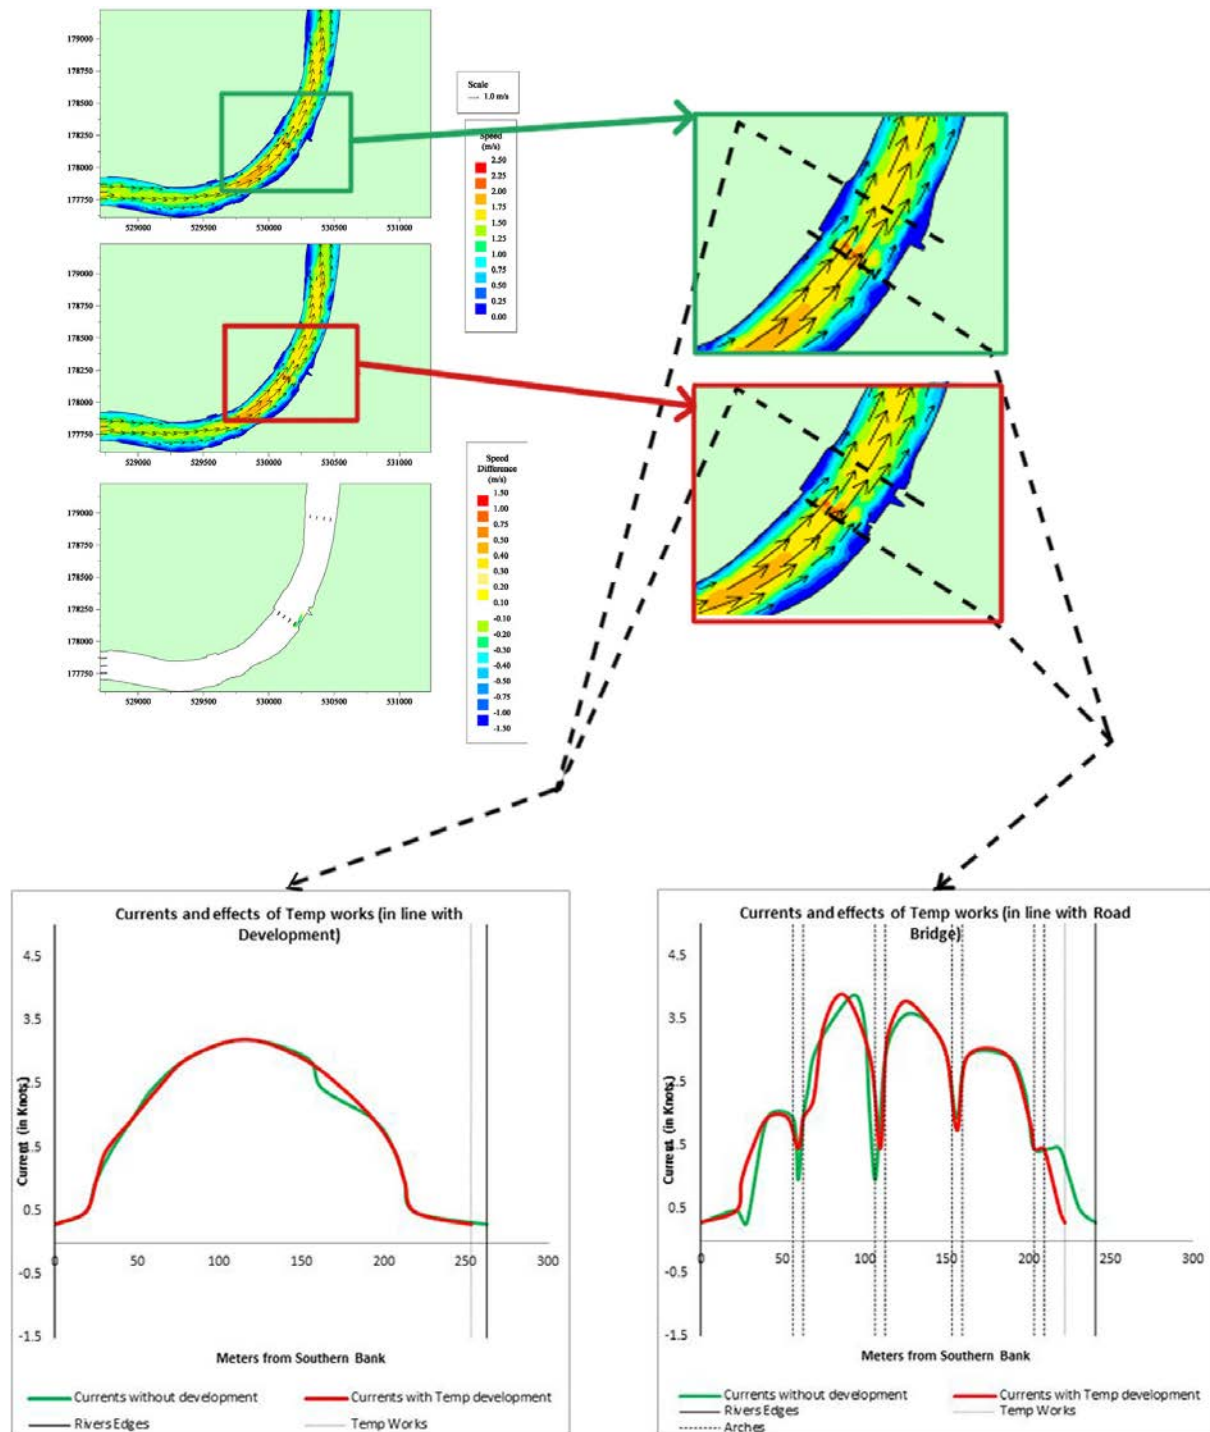 179000
178750
178500
178250
178000
177750
529000 529500 530000 530500 531000
Scale
1.0 m/s
Speed
(m/s)
2.50
2.00
1.75
1.50
1.25
1.00
0.75
0.50
0.25
0.00
179000
178750
178500
178250
178000
177750
529000 529500 530000 530500 531000
179000
178750
178500
178250
178000
177750
529000 529500 530000 530500 531000
Speed
Difference
(m/s)
1.50
1.00
0.75
0.50
0.40
0.30
0.20
0.10
-0.10
-0.20
-0.30
-0.40
-0.50
-0.75
-1.00
-1.50
Currents and effects of Temp works (in line with
Development)
4.5
3.5
2.5
1.5
0.5
-0.5
-1.5
Current (in Knots)
0 50 100 150 200 250 300
Meters from Southern Bank
Currents without development Currents with Temp development
Rivers Edges Temp Works
Currents and effects of Temp works (in line with Road
Bridge)
4.5
3.5
2.5
1.5
0.5
-0.5
-1.5
Current (in Knots)
0 50 100 150 200 250 300
Meters from Southern Bank
Currents without development Currents with Temp development
Rivers Edges Temp Works
Arches